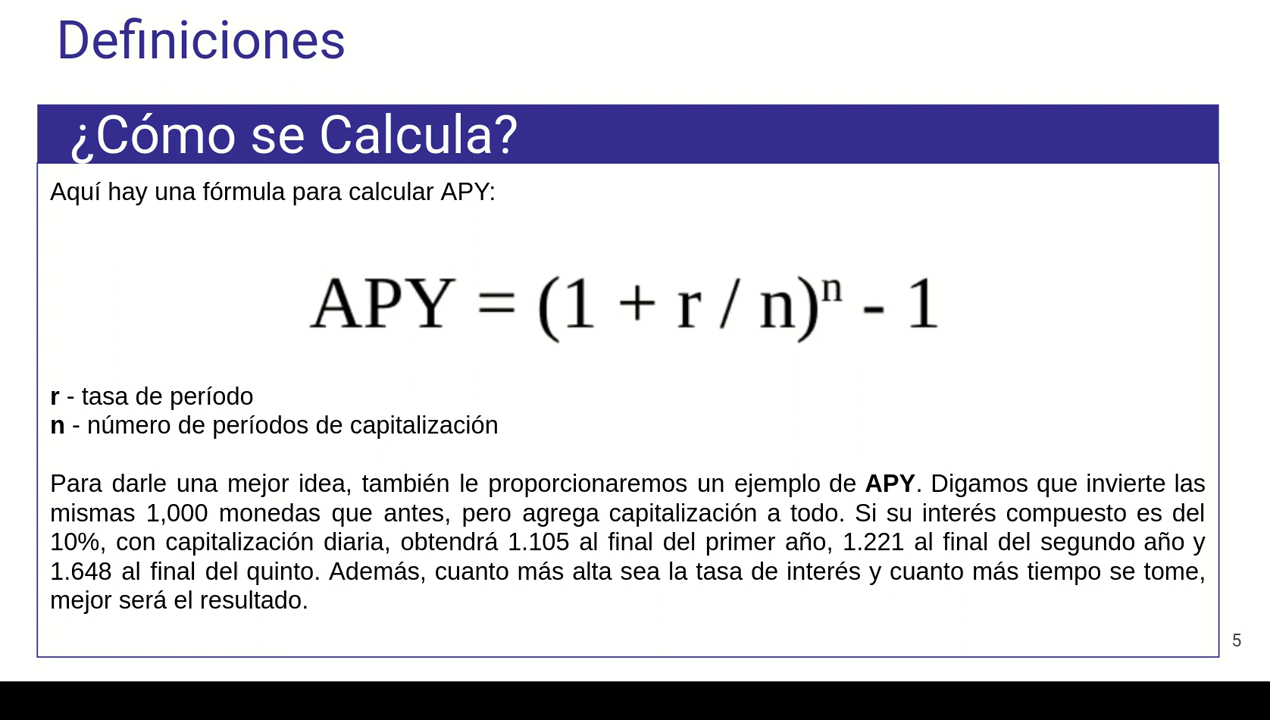 Definiciones
¿Cómo se Calcula?
Aquí hay una fórmula para calcular APY:
APY = (1 + r / n)ⁿ - 1
r - tasa de período
n - número de períodos de capitalización
Para darle una mejor idea, también le proporcionaremos un ejemplo de APY. Digamos que invierte las
mismas 1,000 monedas que antes, pero agrega capitalización a todo. Si su interés compuesto es del
10%, con capitalización diaria, obtendrá 1.105 al final del primer año, 1.221 al final del segundo año y
1.648 al final del quinto. Además, cuanto más alta sea la tasa de interés y cuanto más tiempo se tome,
mejor será el resultado.
5